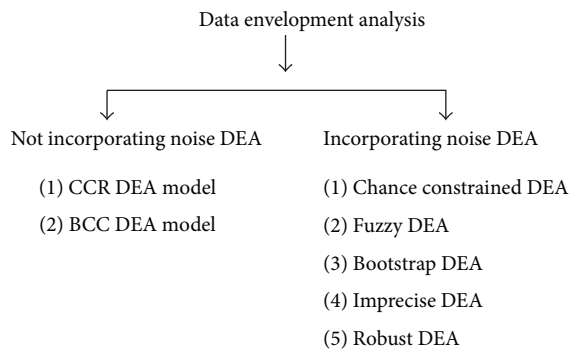 Data envelopment analysis
Not incorporating noise DEA
(1) CCR DEA model
(2) BCC DEA model
Incorporating noise DEA
(1) Chance constrained DEA
(2) Fuzzy DEA
(3) Bootstrap DEA
(4) Imprecise DEA
(5) Robust DEA